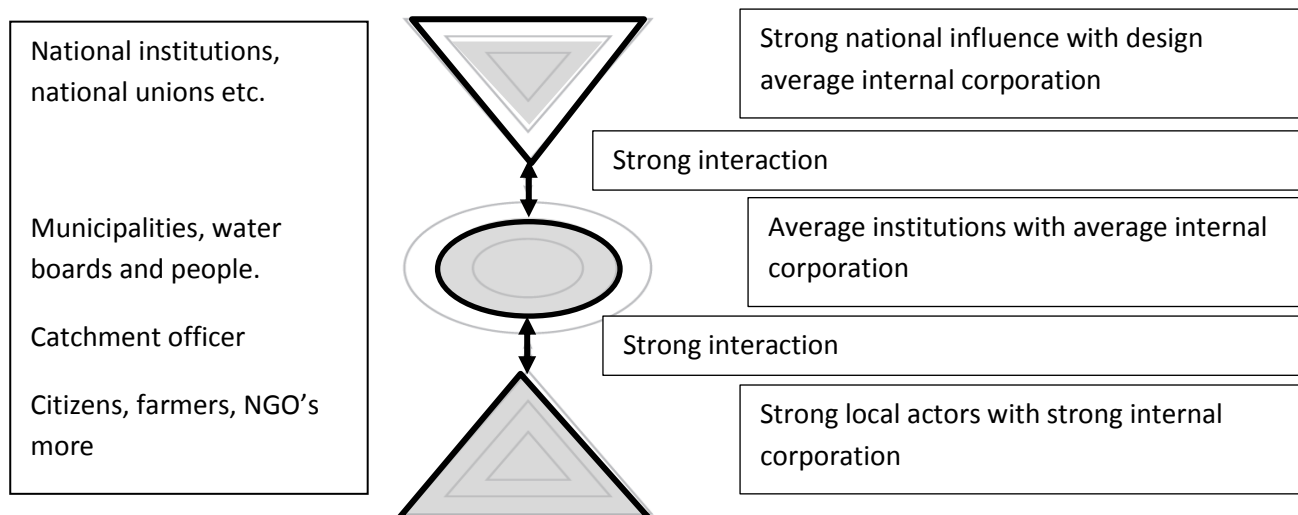 National institutions,
national unions etc.
Municipalities, water
boards and people.
Catchment officer
Citizens, farmers, NGO’s
more
Strong national influence with design
average internal corporation
Strong interaction
Average institutions with average internal
corporation
Strong interaction
Strong local actors with strong internal
corporation